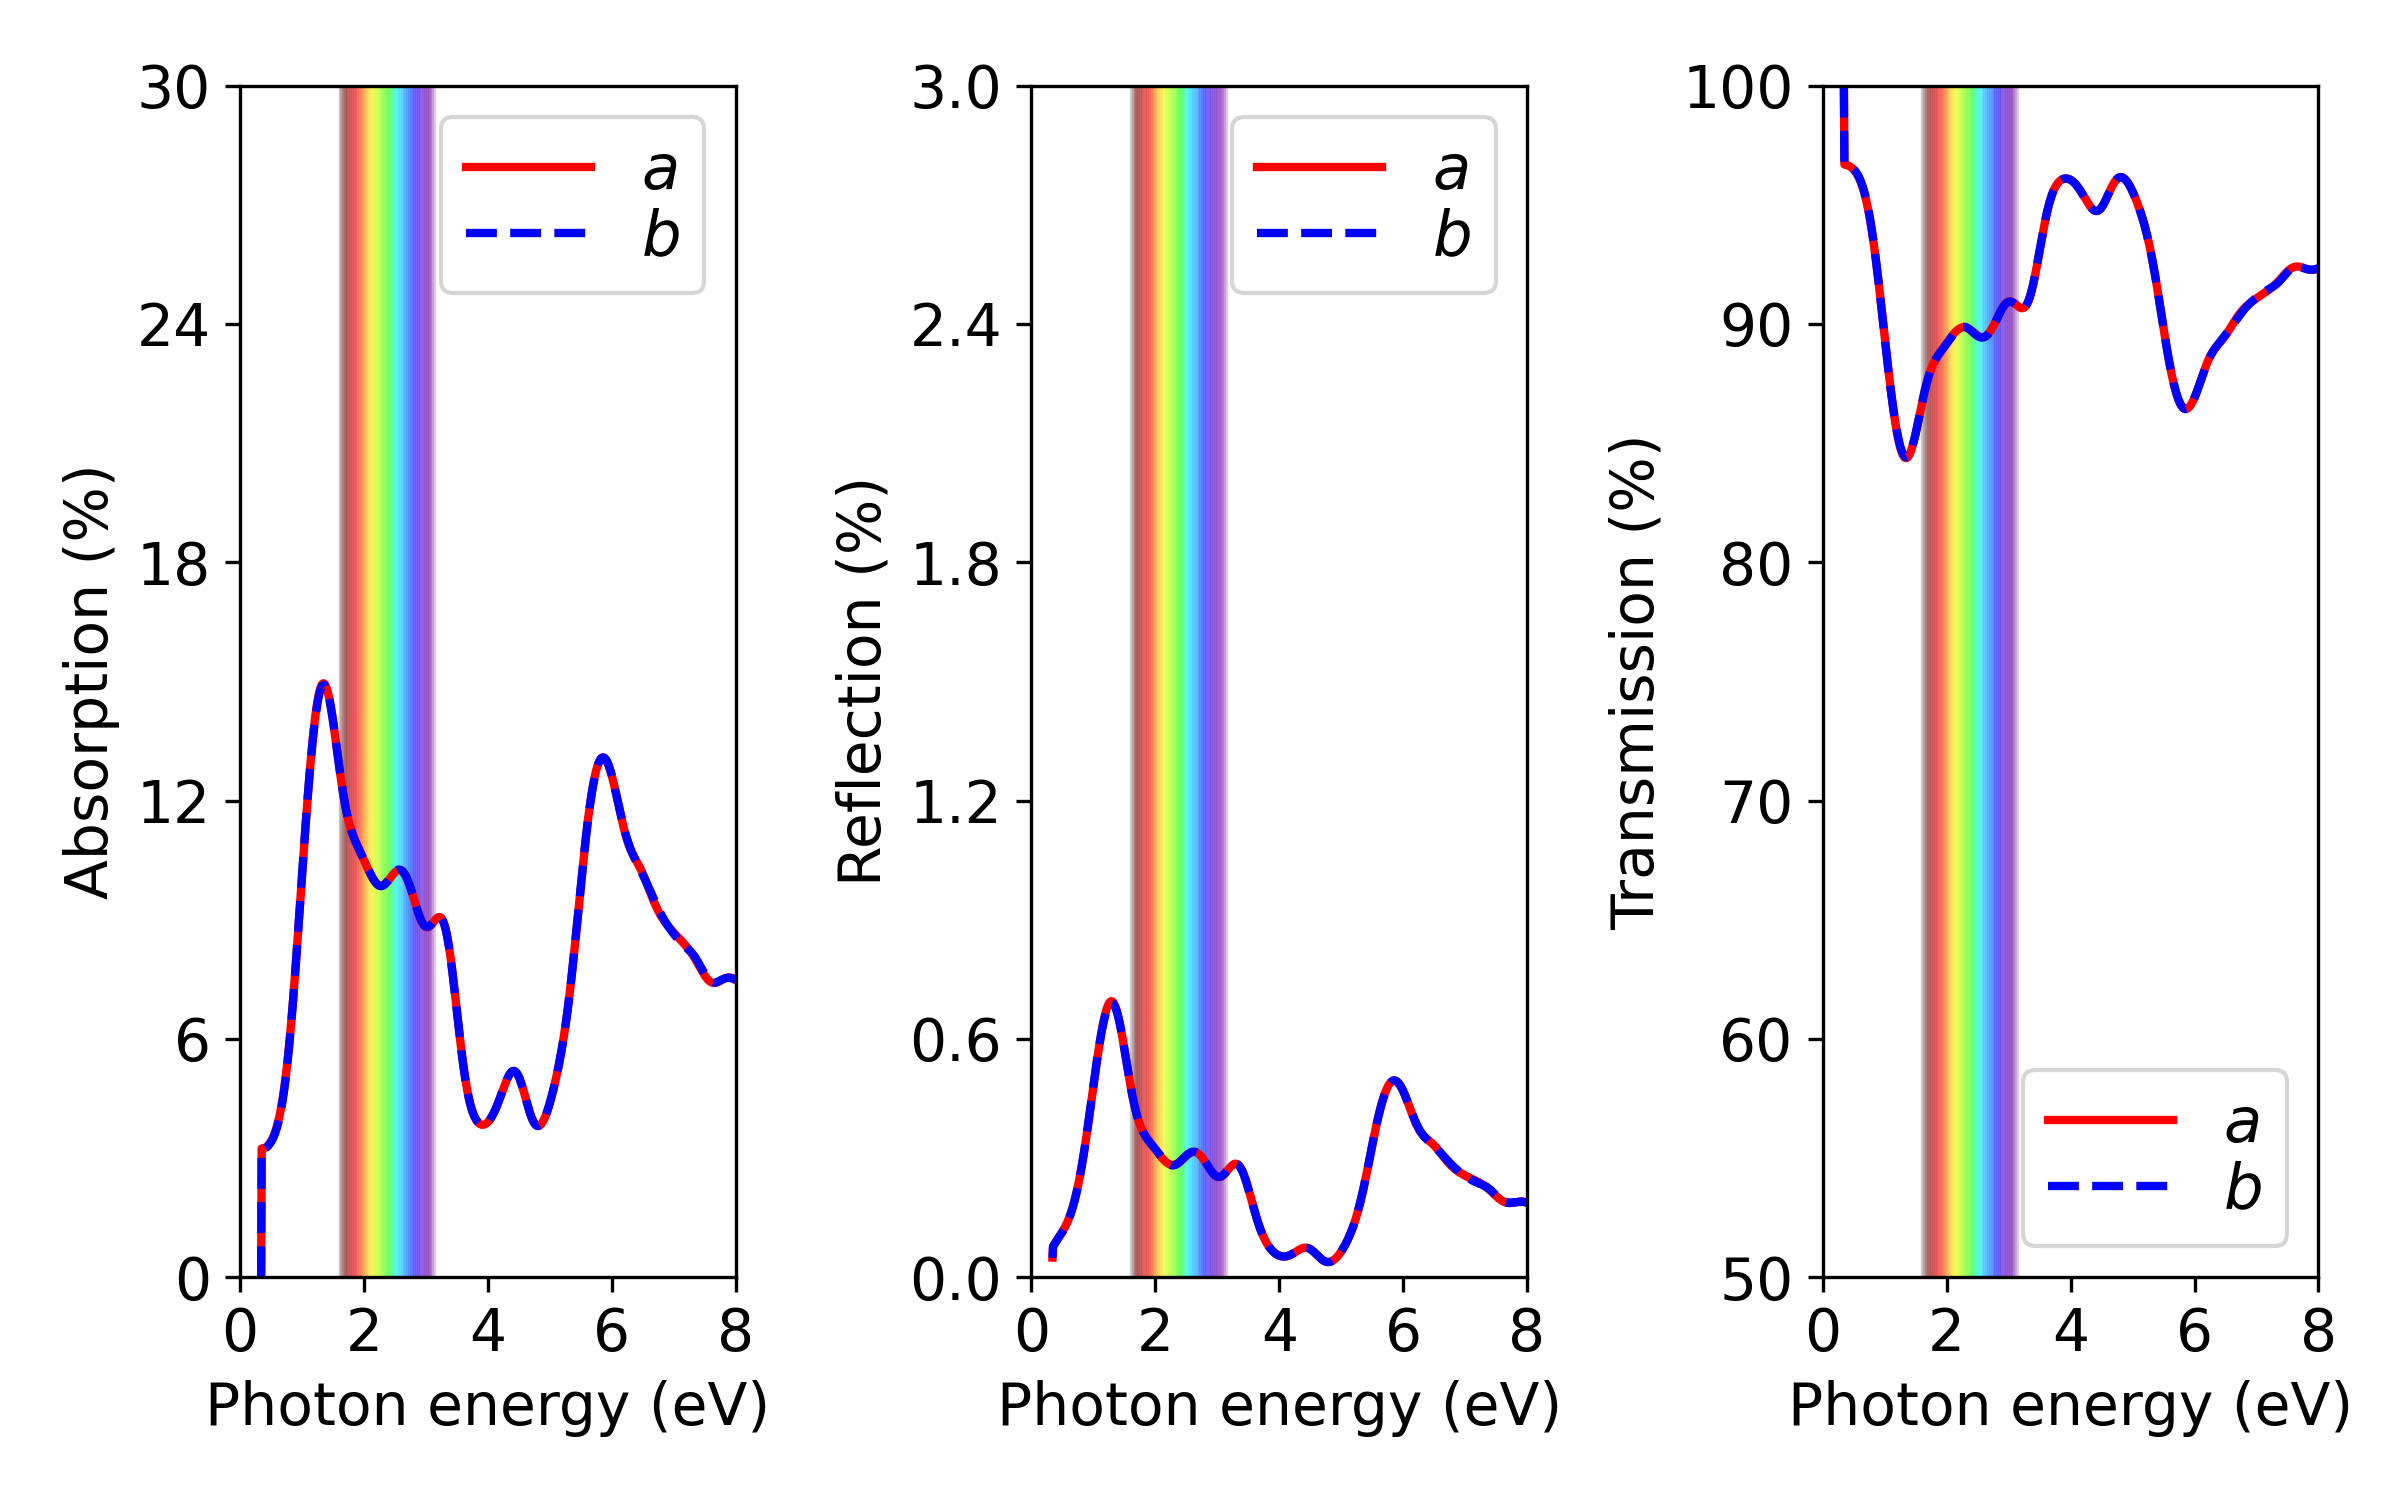 30
24
18
12
6
0
0 2 4 6 8
Absorption (%)
Photon energy (eV)
a
b
3.0
2.4
1.8
1.2
0.6
0.0
0 2 4 6 8
Reflection (%)
Photon energy (eV)
a
b
100
90
80
70
60
50
0 2 4 6 8
Transmission (%)
Photon energy (eV)
a
b